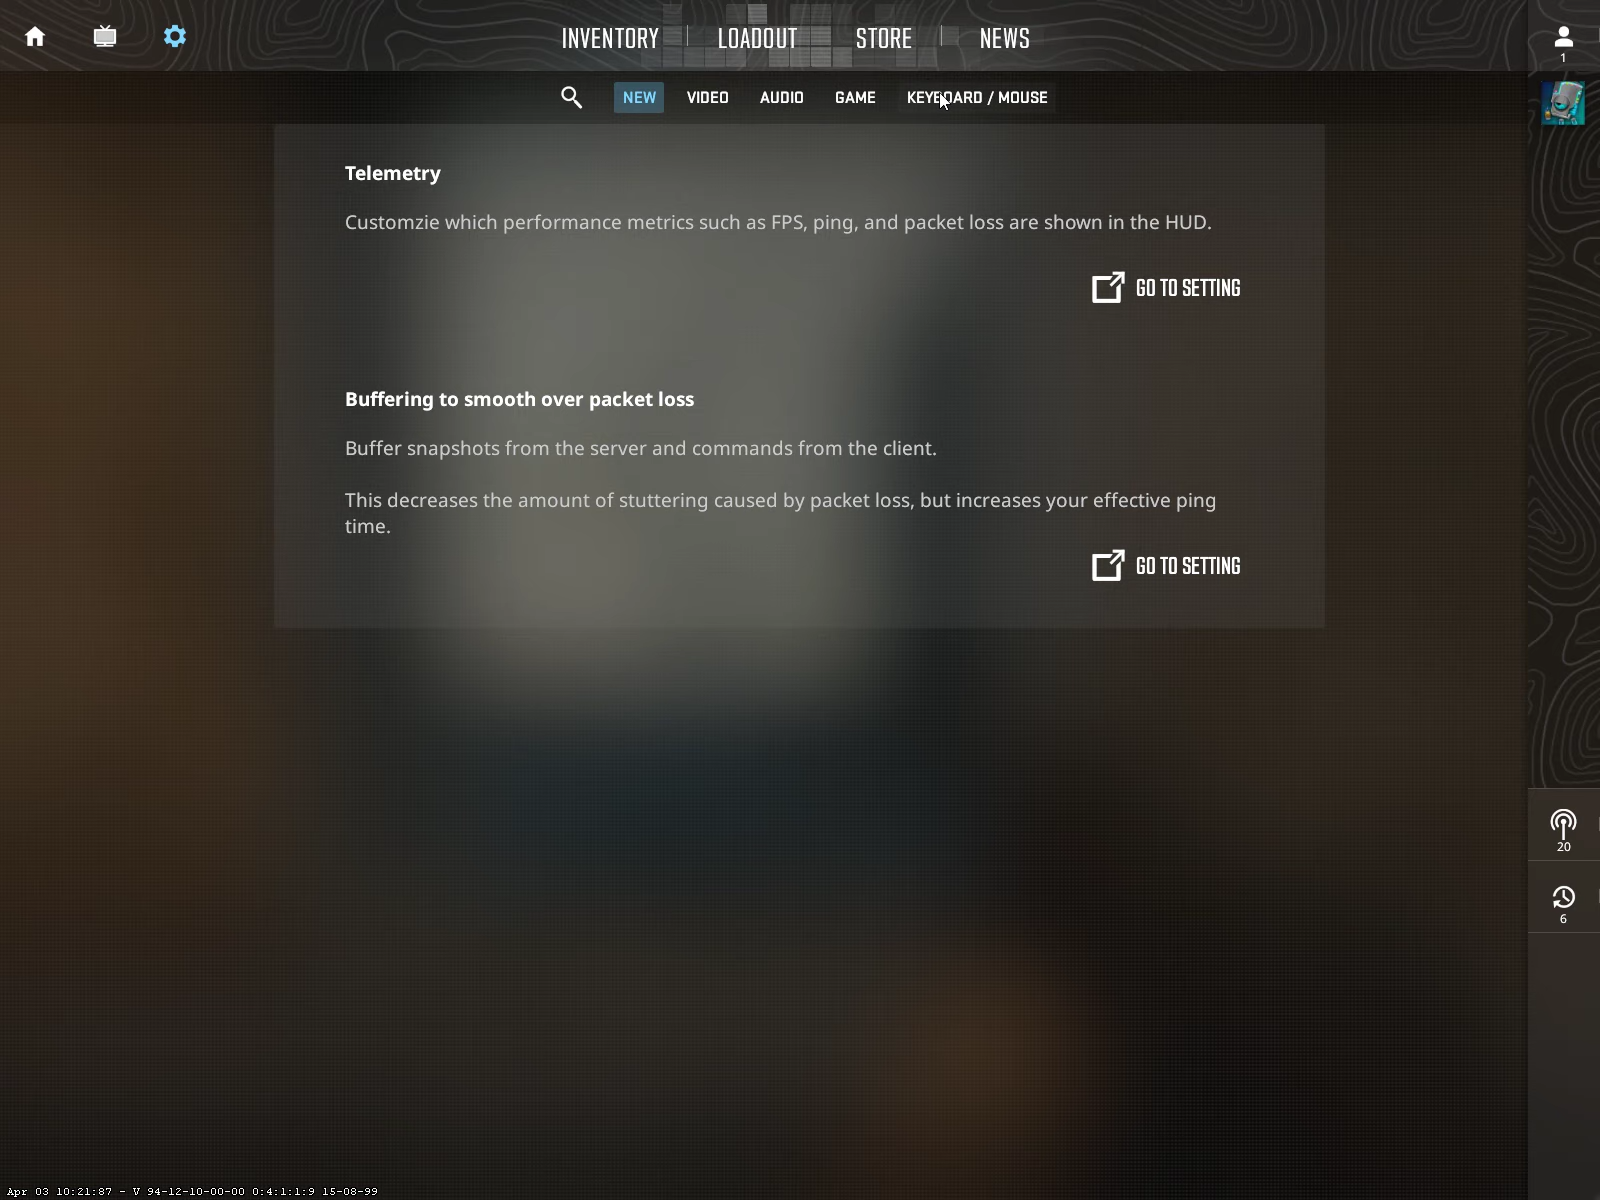 INVENTORY LOADOUT STORE NEWS
1
NEW VIDEO AUDIO GAME KEYBOARD / MOUSE
Telemetry
Customzie which performance metrics such as FPS, ping, and packet loss are shown in the HUD.
GO TO SETTING
Buffering to smooth over packet loss
Buffer snapshots from the server and commands from the client.
This decreases the amount of stuttering caused by packet loss, but increases your effective ping
time.
GO TO SETTING
20
6
Apr 03 10:21:87 - V 94-12-10-00-00 0:4:1:1:9 15-08-99